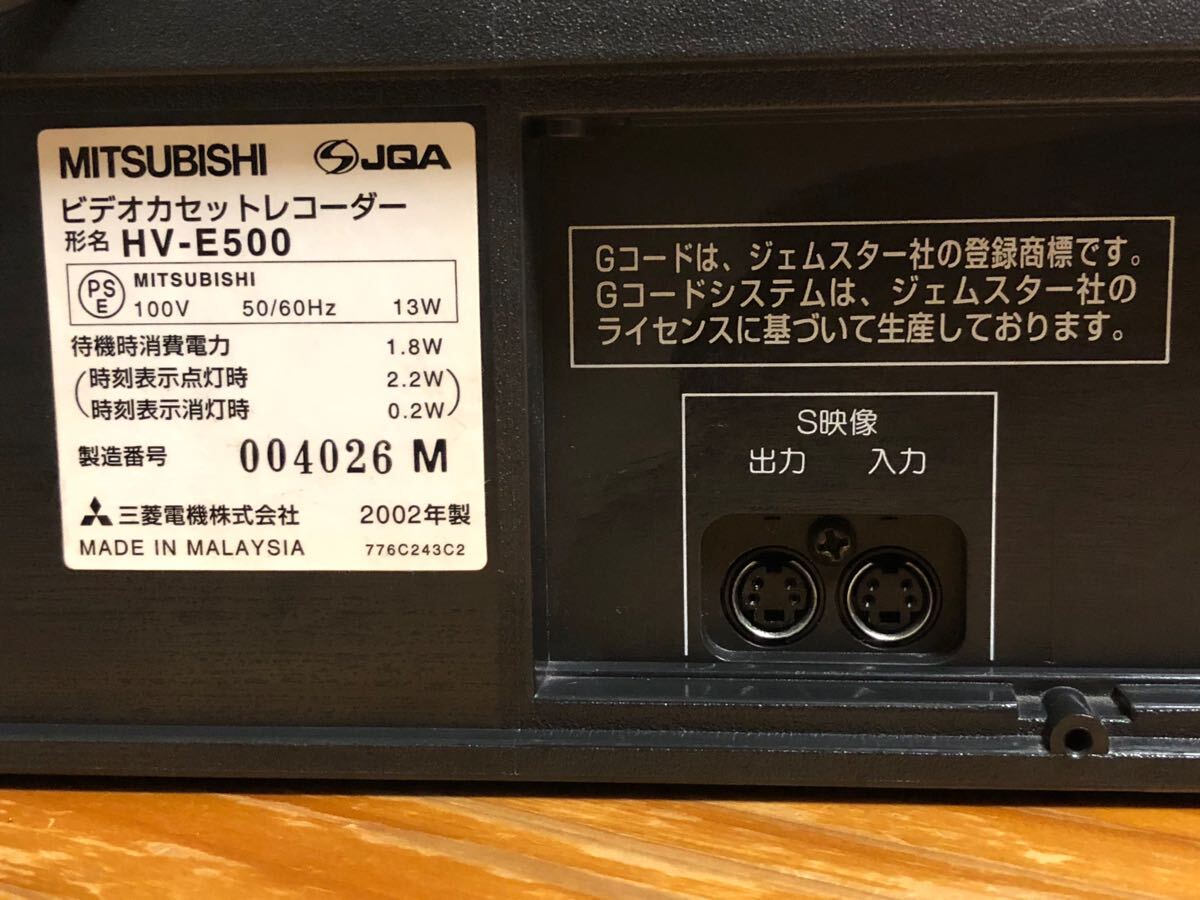 MITSUBISHI JQA
ビデオカセットレコーダー
形名 HV-E500
PS E MITSUBISHI
100V 50/60Hz 13W
待機時消費電力 1.8W
(時刻表示点灯時 2.2W)
(時刻表示消灯時 0.2W)
製造番号 004026 M
三菱電機株式会社 2002年製
MADE IN MALAYSIA 776C243C2
Gコードは、ジェムスター社の登録商標です。
Gコードシステムは、ジェムスター社の
ライセンスに基づいて生産しております。
S映像
出力 入力